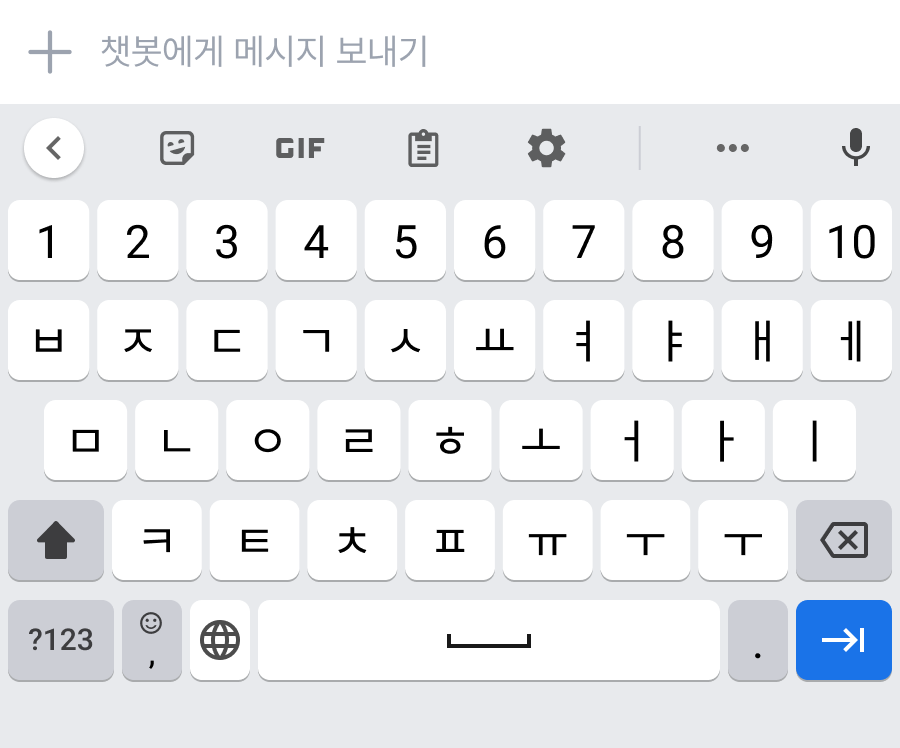 챗봇에게 메시지 보내기
GIF
1 2 3 4 5 6 7 8 9 10
ㅂ ㅈ ㄷ ㄱ ㅅ ㅛ ㅕ ㅑ ㅐ ㅔ
ㅁ ㄴ ㅇ ㄹ ㅎ ㅗ ㅓ ㅏ ㅣ
ㅋ ㅌ ㅊ ㅍ ㅠ ㅜ ㅜ
?123 , .